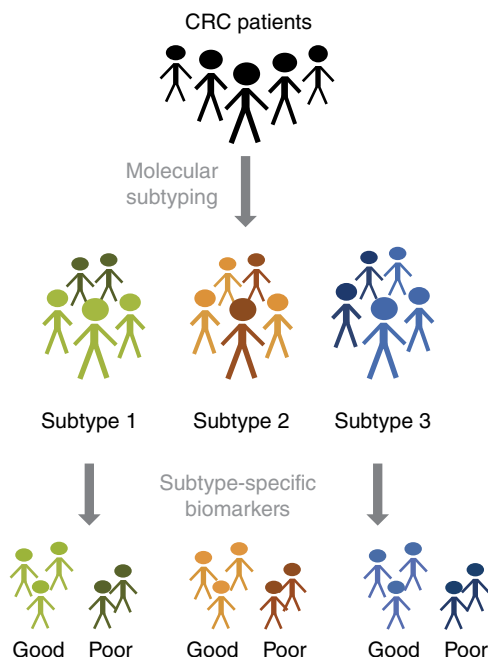 CRC patients
Molecular
subtyping
Subtype 1
Subtype 2
Subtype 3
Subtype-specific
biomarkers
Good Poor Good Poor Good Poor